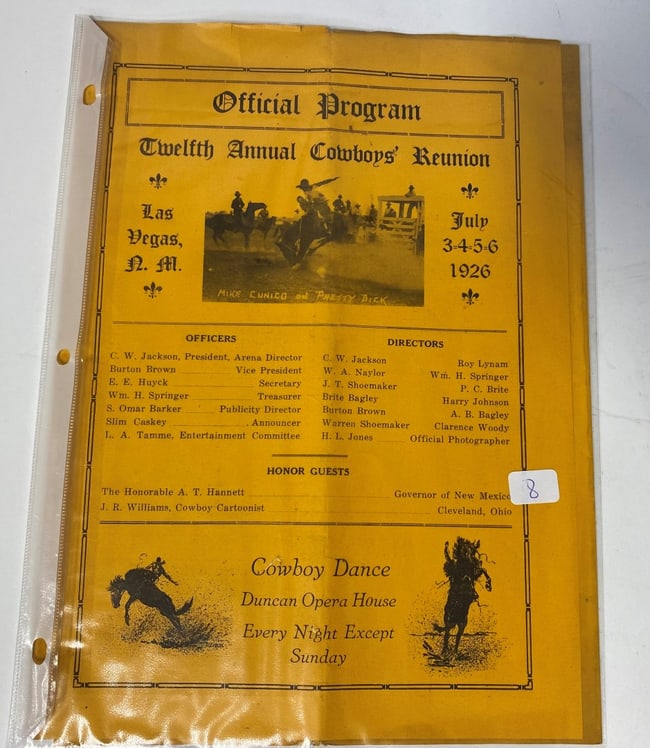 Official Program
Twelfth Annual Cowboys' Reunion
Las
Vegas,
N. M.
July
3-4-5-6
1926
MIKE CUNICO on PRETTY DICK
OFFICERS
C. W. Jackson, President, Arena Director
Burton Brown Vice President
E. E. Huyck Secretary
Wm. H. Springer Treasurer
S. Omar Barker Publicity Director
Slim Caskey Announcer
L. A. Tamme, Entertainment Committee
DIRECTORS
C. W. Jackson Roy Lynam
W. A. Naylor Wm. H. Springer
J. T. Shoemaker P. C. Brite
Brite Bagley Harry Johnson
Burton Brown A. B. Bagley
Warren Shoemaker Clarence Woody
H. L. Jones Official Photographer
HONOR GUESTS
The Honorable A. T. Hannett Governor of New Mexico
J. R. Williams, Cowboy Cartoonist Cleveland, Ohio
8
Cowboy Dance
Duncan Opera House
Every Night Except
Sunday